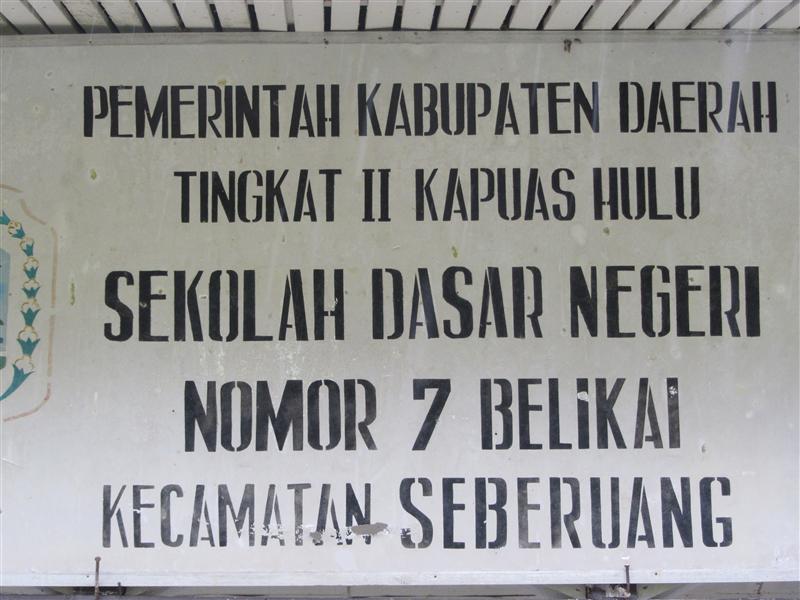 PEMERINTAH KABUPATEN DAERAH
TINGKAT II KAPUAS HULU
SEKOLAH DASAR NEGERI
NOMOR 7 BELiKAI
KECAMATAN SEBERUANG